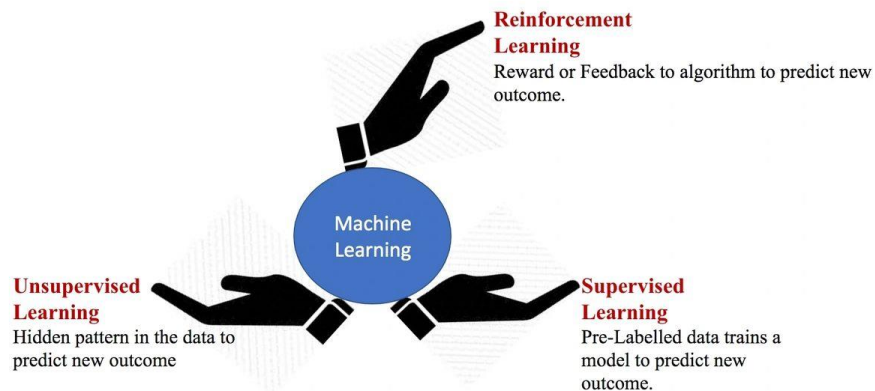 Reinforcement
Learning
Reward or Feedback to algorithm to predict new
outcome.
Machine
Learning
Unsupervised
Learning
Hidden pattern in the data to
predict new outcome
Supervised
Learning
Pre-Labelled data trains a
model to predict new
outcome.